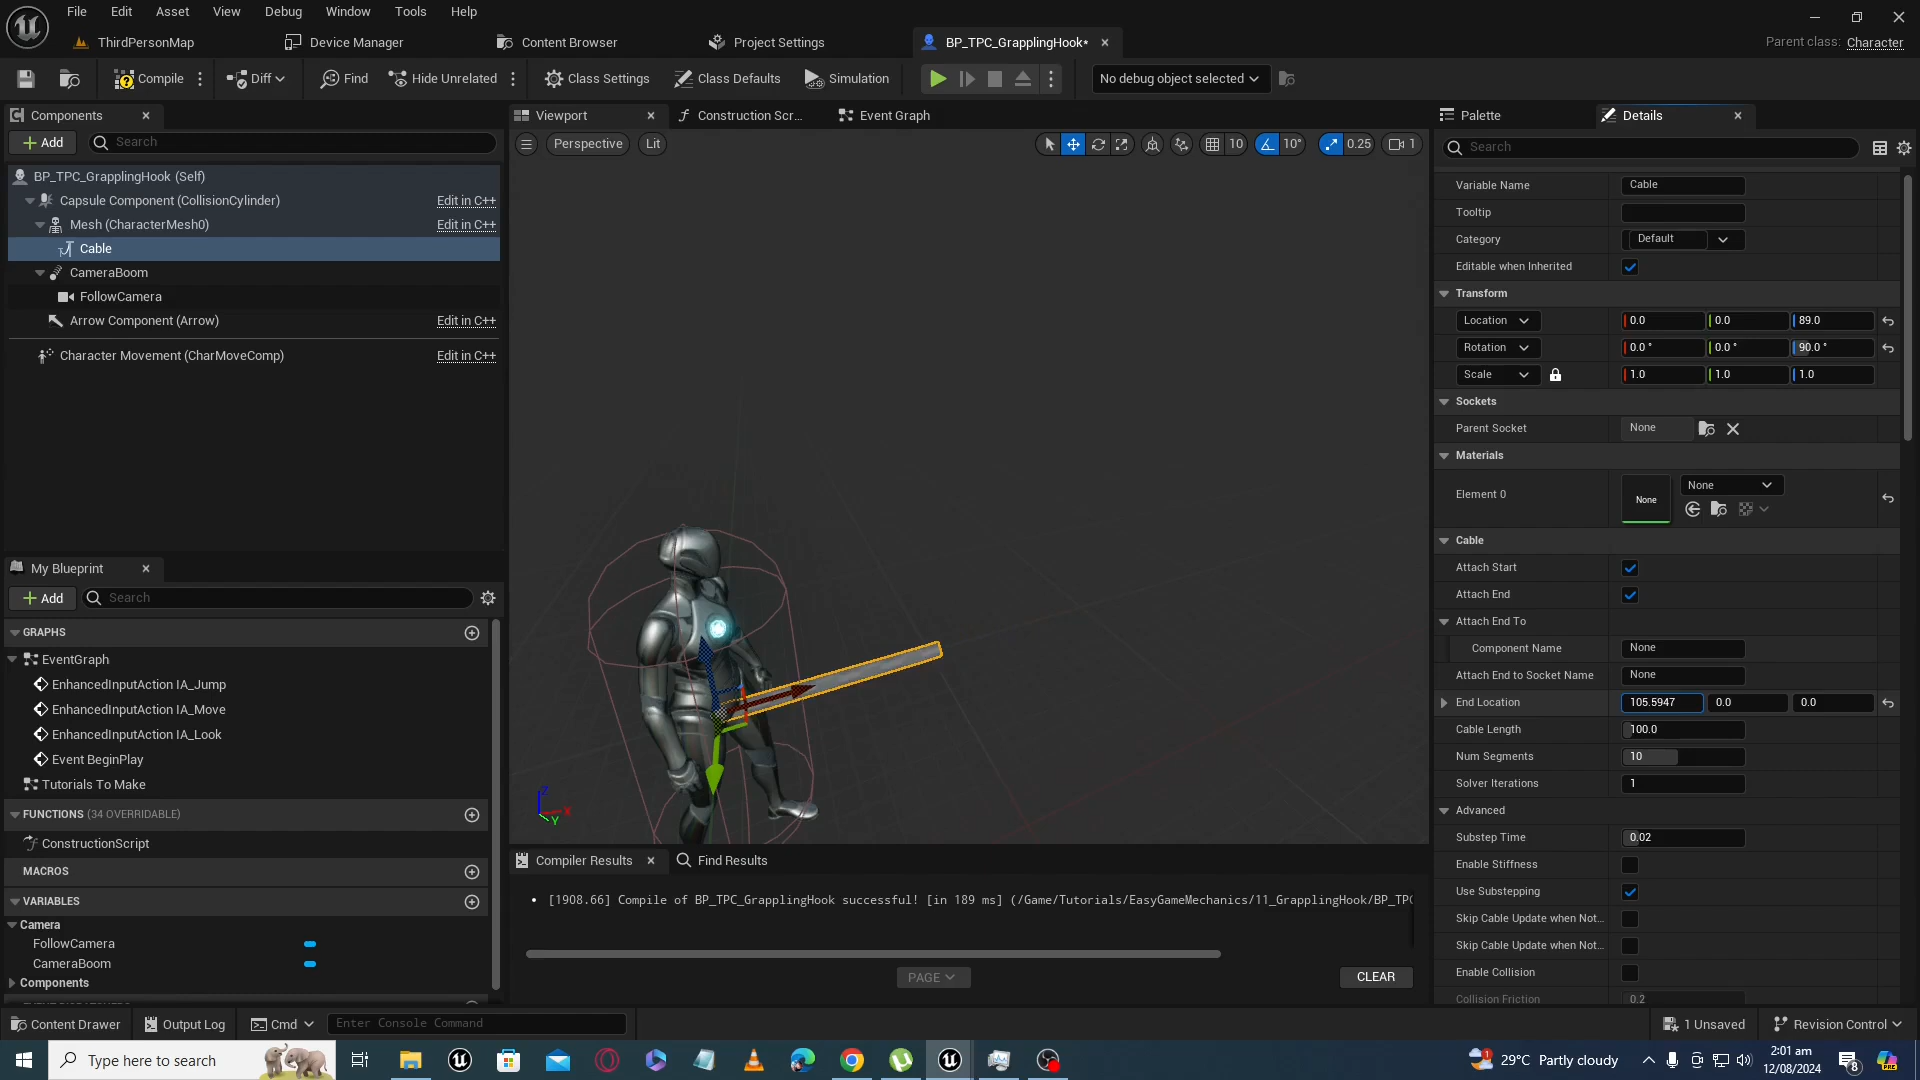 File Edit Asset View Debug Window Tools Help
ThirdPersonMap Device Manager Content Browser Project Settings BP_TPC_GrapplingHook* Parent class: Character
Compile Diff Find Hide Unrelated Class Settings Class Defaults Simulation No debug object selected
Components
Add Search
BP_TPC_GrapplingHook (Self)
Capsule Component (CollisionCylinder) Edit in C++
Mesh (CharacterMesh0) Edit in C++
Cable
CameraBoom
FollowCamera
Arrow Component (Arrow) Edit in C++
Character Movement (CharMoveComp) Edit in C++
My Blueprint
Add Search
GRAPHS
EventGraph
EnhancedInputAction IA_Jump
EnhancedInputAction IA_Move
EnhancedInputAction IA_Look
Event BeginPlay
Tutorials To Make
FUNCTIONS (34 OVERRIDABLE)
ConstructionScript
MACROS
VARIABLES
Camera
FollowCamera
CameraBoom
Components
Viewport Construction Scr... Event Graph
Perspective Lit 10 10° 0.25 1
Z X Y
Compiler Results Find Results
[1908.66] Compile of BP_TPC_GrapplingHook successful! [in 189 ms] (/Game/Tutorials/EasyGameMechanics/11_GrapplingHook/BP_TPC
PAGE CLEAR
Palette Details
Search
Variable Name Cable
Tooltip
Category Default
Editable when Inherited
Transform
Location 0.0 0.0 89.0
Rotation 0.0 ° 0.0 ° 90.0 °
Scale 1.0 1.0 1.0
Sockets
Parent Socket None
Materials
Element 0 None None
Cable
Attach Start
Attach End
Attach End To
Component Name None
Attach End to Socket Name None
End Location 105.5947 0.0 0.0
Cable Length 100.0
Num Segments 10
Solver Iterations 1
Advanced
Substep Time 0.02
Enable Stiffness
Use Substepping
Skip Cable Update when Not...
Skip Cable Update when Not...
Enable Collision
Collision Friction 0.2
Content Drawer Output Log Cmd Enter Console Command 1 Unsaved Revision Control
Type here to search 1 29°C Partly cloudy 2:01 am 12/08/2024 8